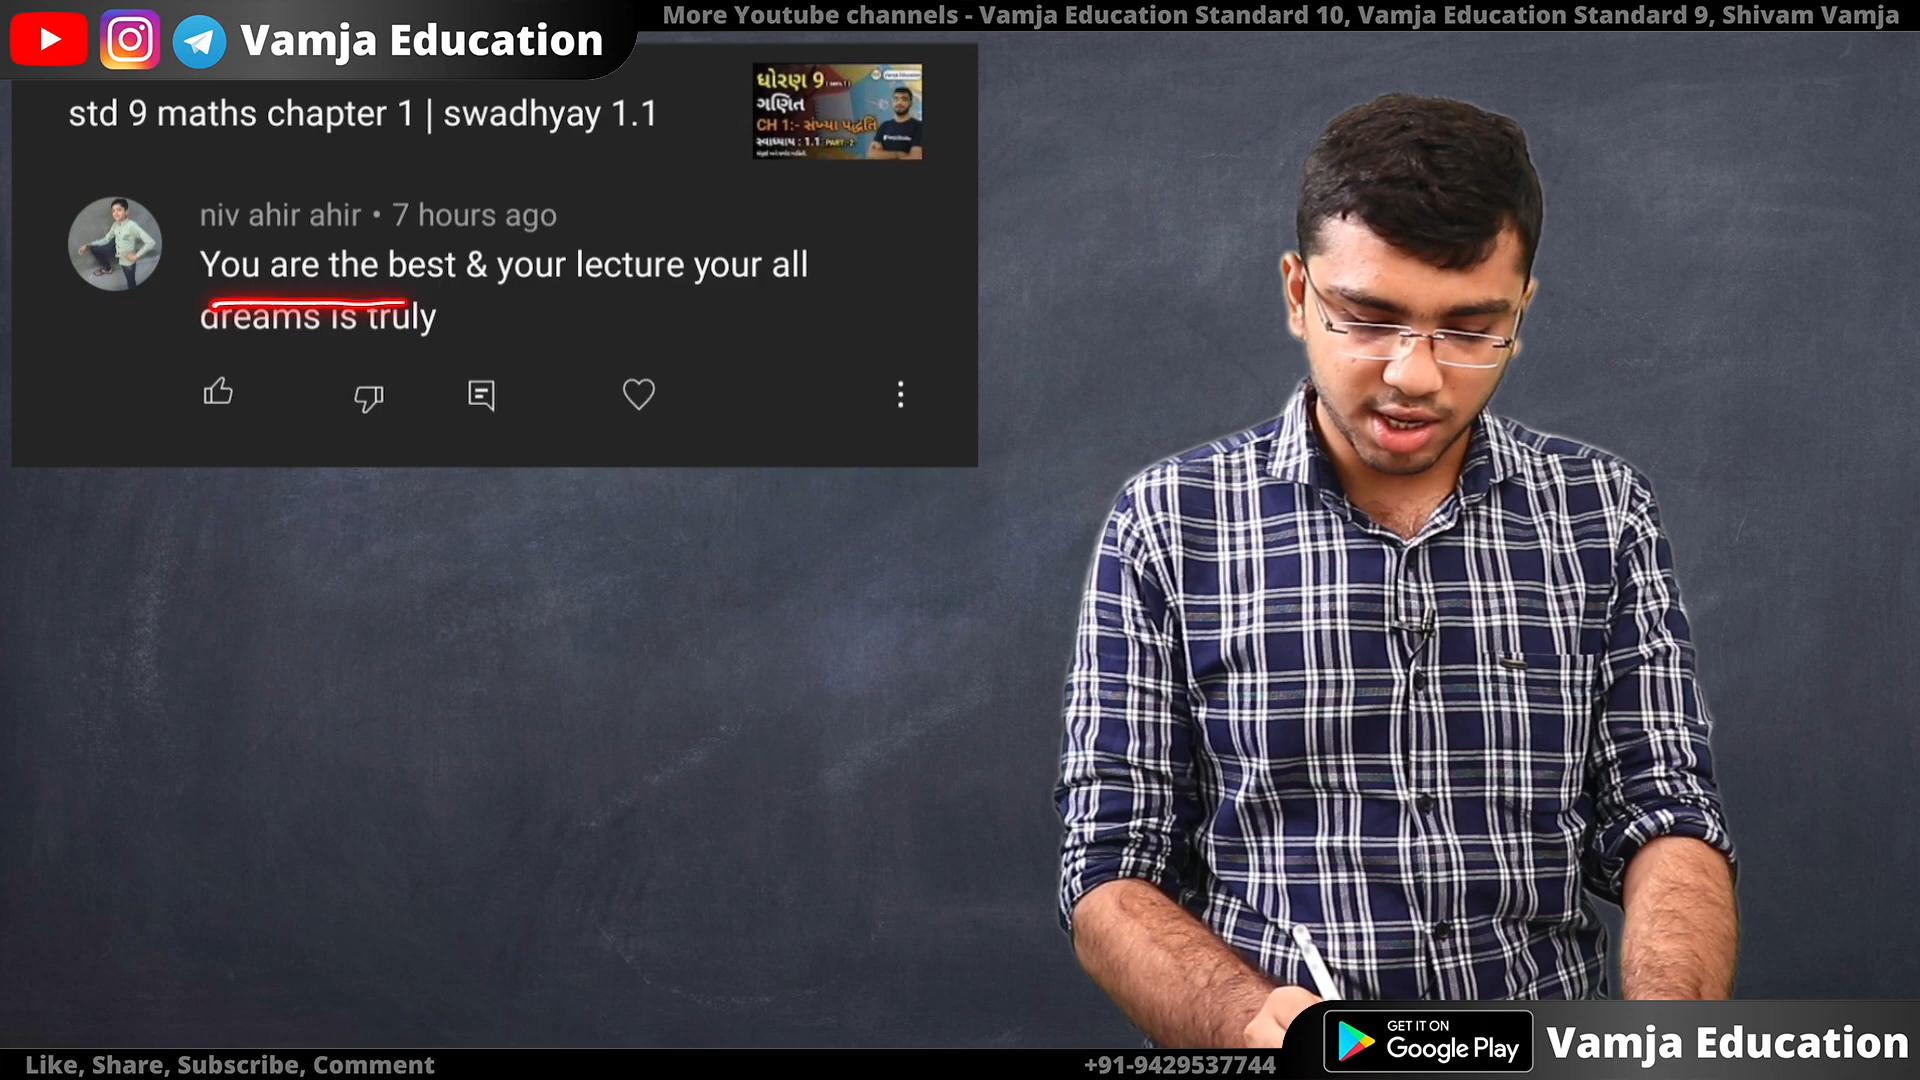 More Youtube channels - Vamja Education Standard 10, Vamja Education Standard 9, Shivam Vamja
Vamja Education
std 9 maths chapter 1 | swadhyay 1.1
ધોરણ 9
ગણિત
CH 1:- સંખ્યા પદ્ધતિ
સ્વાધ્યાય : 1.1 PART -2
niv ahir ahir • 7 hours ago
You are the best & your lecture your all
dreams is truly
GET IT ON
Google Play
Vamja Education
Like, Share, Subscribe, Comment
+91-9429537744